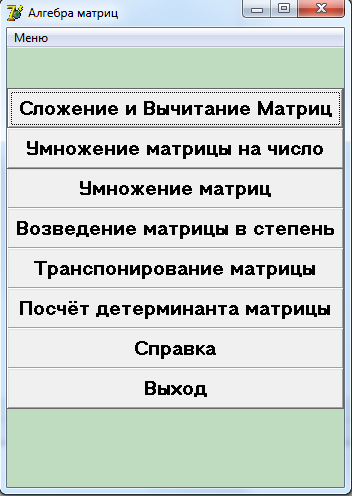 Алгебра матриц
Меню
Сложение и Вычитание Матриц
Умножение матрицы на число
Умножение матриц
Возведение матрицы в степень
Транспонирование матрицы
Посчёт детерминанта матрицы
Справка
Выход